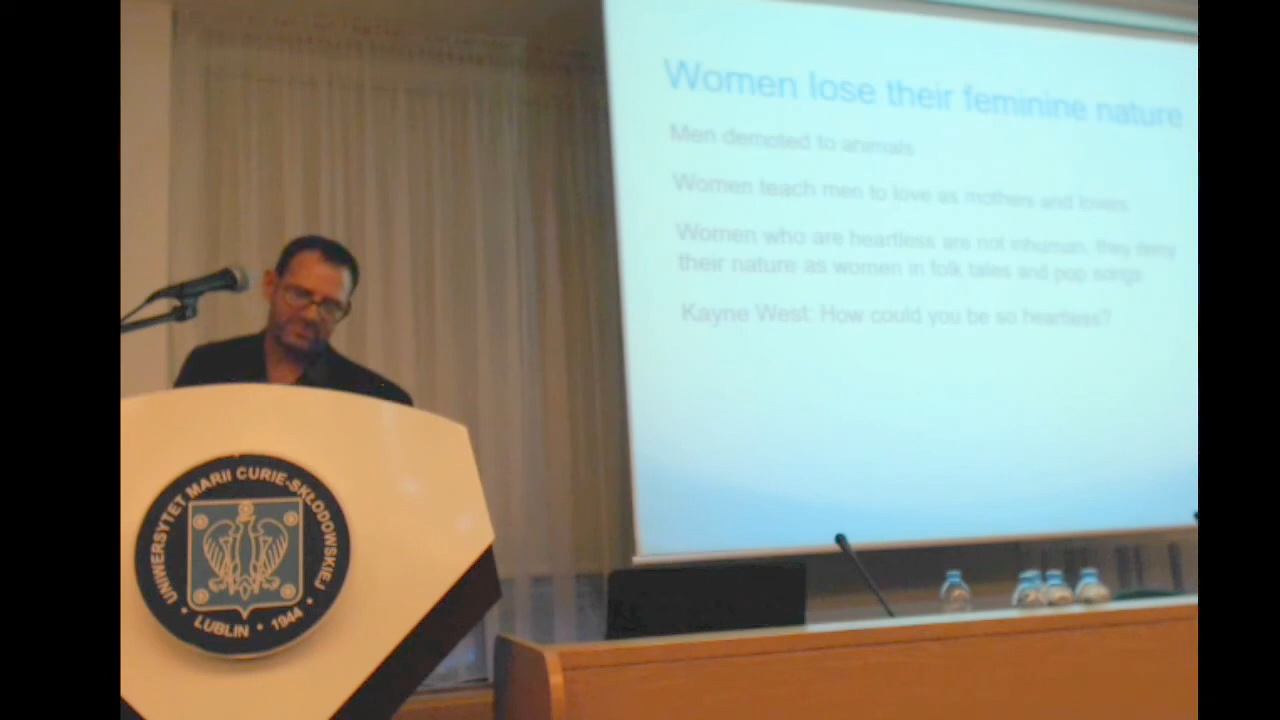 Women lose their feminine nature
Men demoted to animals
Women teach men to love as mothers and lovers
Women who are heartless are not inhuman, they deny
their nature as women in folk tales and pop songs
Kayne West: How could you be so heartless?
UNIWERSYTET MARII CURIE-SKŁODOWSKIEJ
• LUBLIN • 1944 •